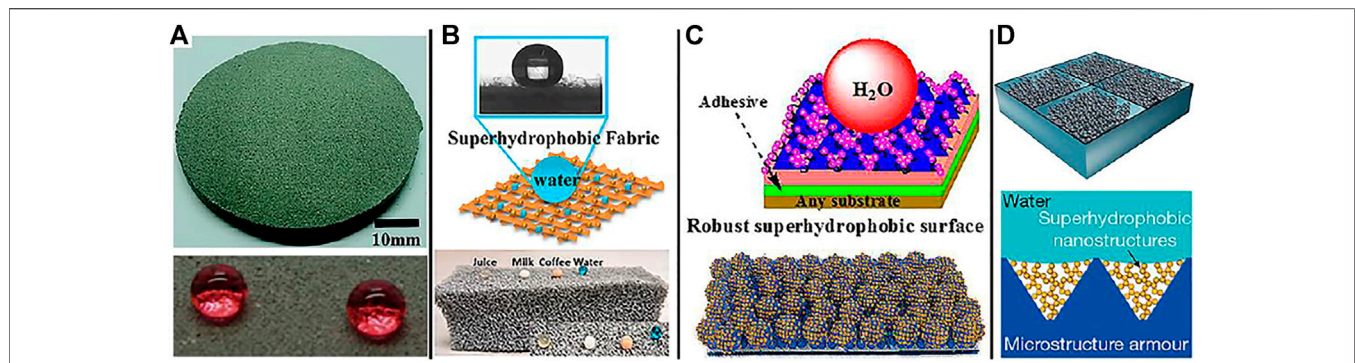 A
10mm
B
Superhydrophobic Fabric
water
Juice Milk Coffee Water
C
H₂O
Adhesive
Any substrate
Robust superhydrophobic surface
D
Water
Superhydrophobic
nanostructures
Microstructure armour